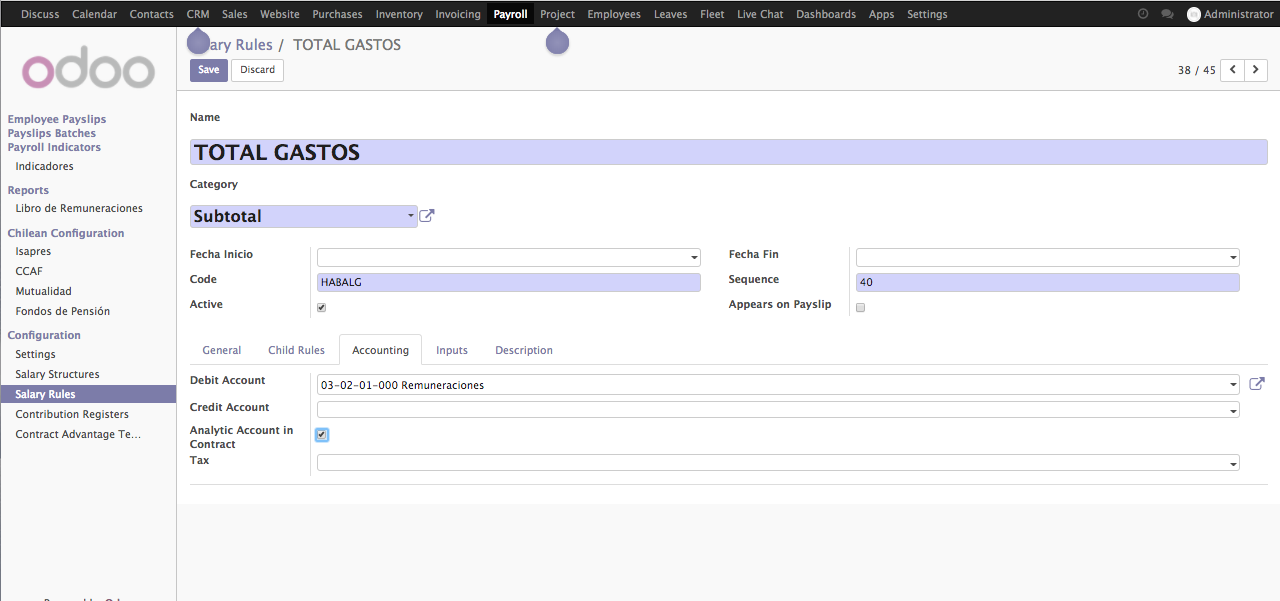 Discuss Calendar Contacts CRM Sales Website Purchases Inventory Invoicing Payroll Project Employees Leaves Fleet Live Chat Dashboards Apps Settings Administrator
odoo
Employee Payslips
Payslips Batches
Payroll Indicators
Indicadores
Reports
Libro de Remuneraciones
Chilean Configuration
Isapres
CCAF
Mutualidad
Fondos de Pensión
Configuration
Settings
Salary Structures
Salary Rules
Contribution Registers
Contract Advantage Te...
ary Rules / TOTAL GASTOS
Save Discard
38 / 45
Name
TOTAL GASTOS
Category
Subtotal
Fecha Inicio
Fecha Fin
Code HABALG
Sequence 40
Active
Appears on Payslip
General Child Rules Accounting Inputs Description
Debit Account 03-02-01-000 Remuneraciones
Credit Account
Analytic Account in
Contract
Tax